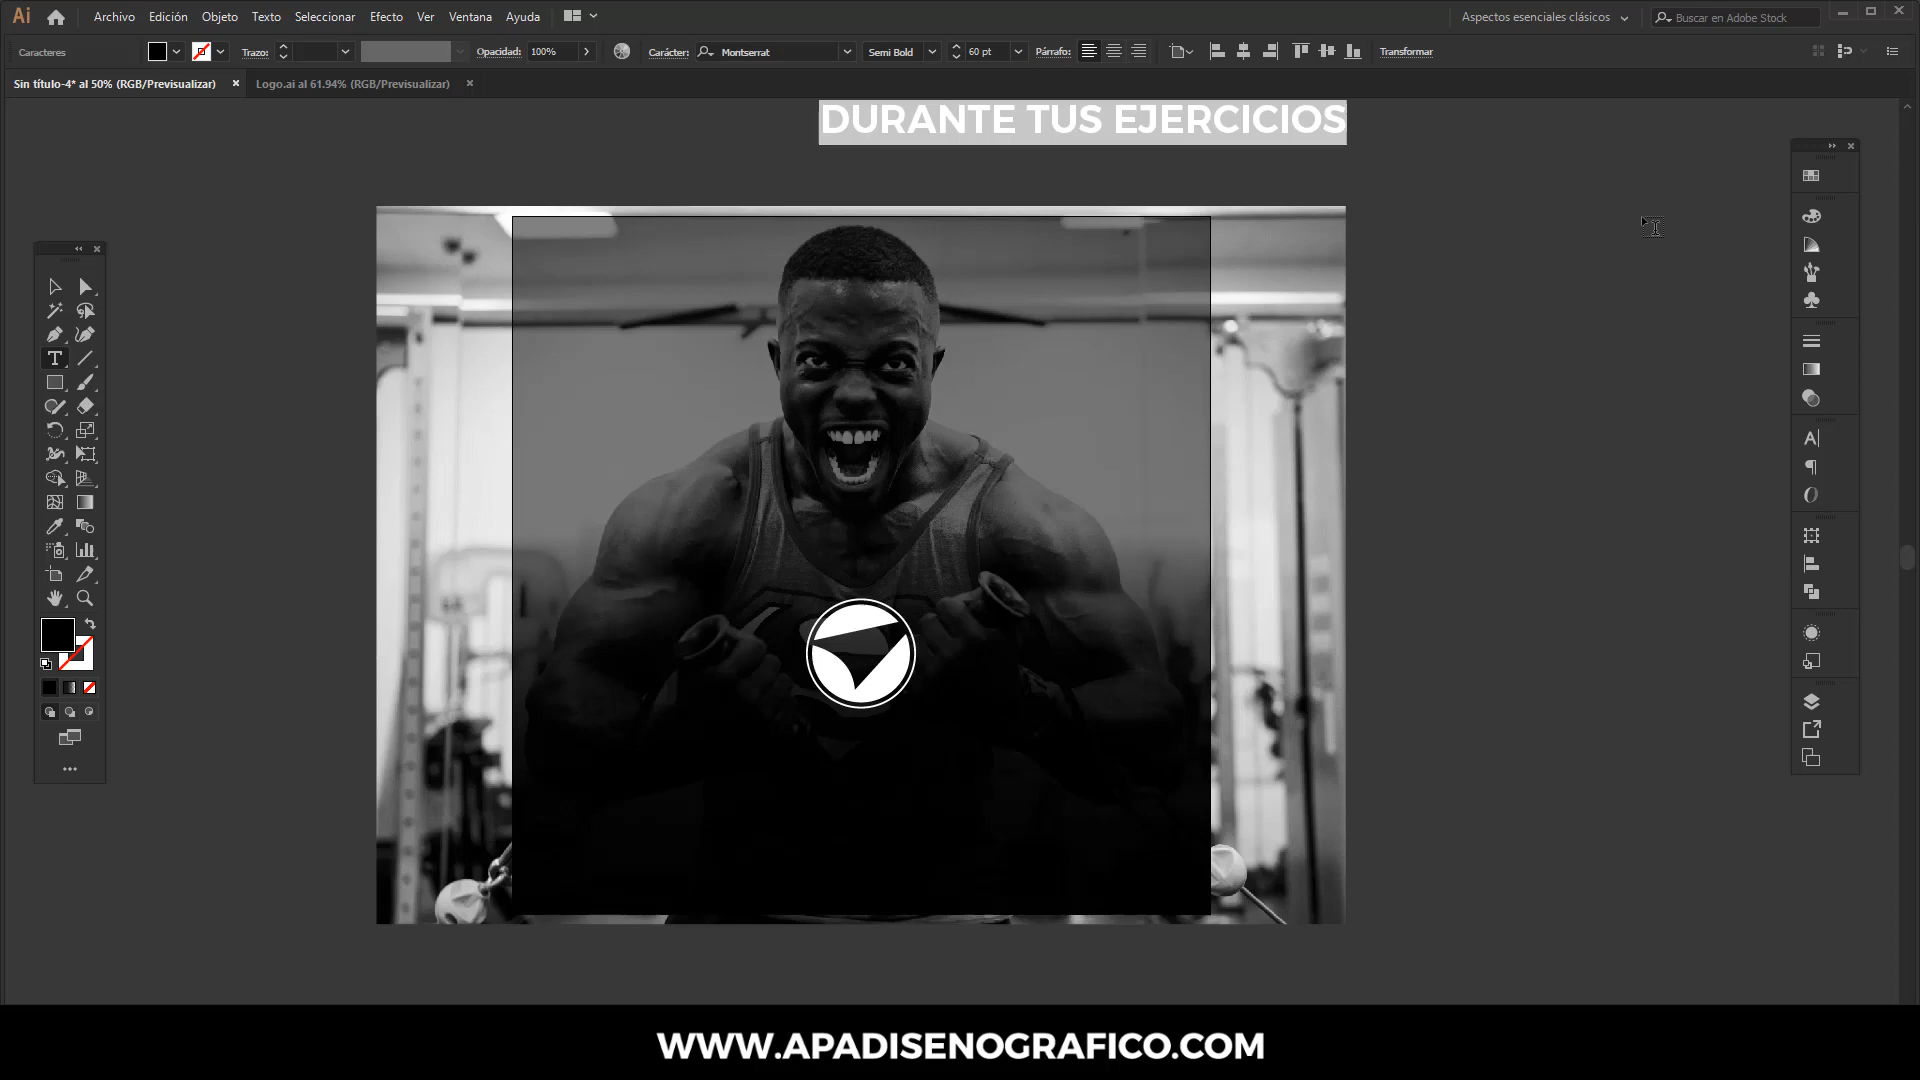 Ai Archivo Edición Objeto Texto Seleccionar Efecto Ver Ventana Ayuda Aspectos esenciales clásicos Buscar en Adobe Stock
Caracteres Trazo: Opacidad: 100% Carácter: Montserrat Semi Bold 60 pt Párrafo: Transformar
Sin título-4* al 50% (RGB/Previsualizar) Logo.ai al 61.94% (RGB/Previsualizar)
DURANTE TUS EJERCICIOS
WWW.APADISENOGRAFICO.COM